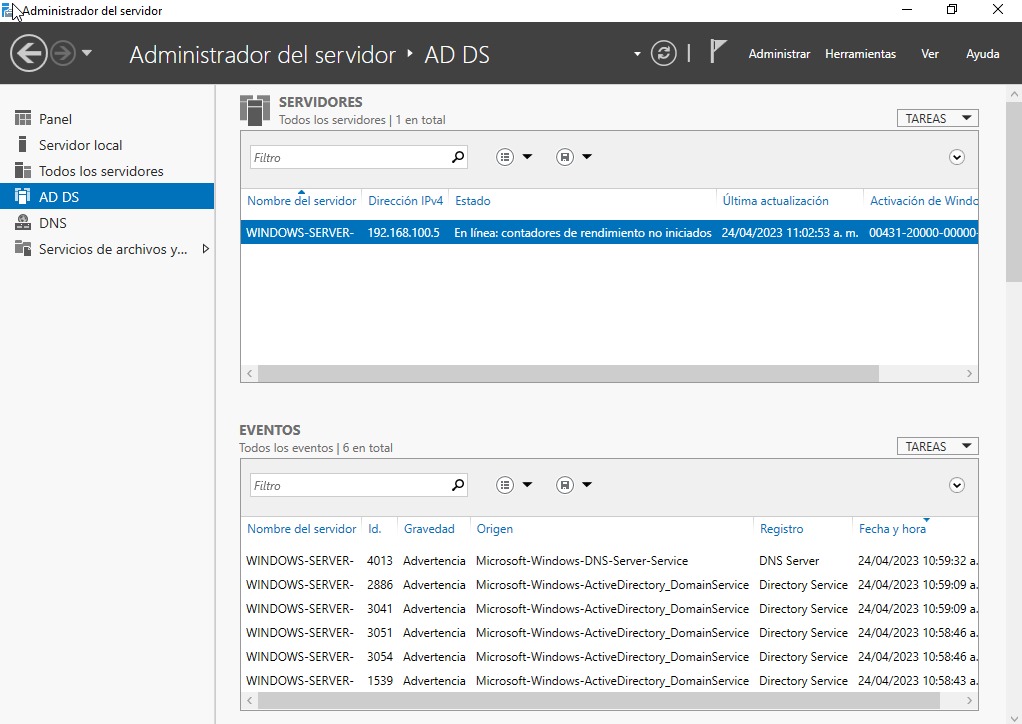 Administrador del servidor
Administrador del servidor ‣ AD DS
| Administrar Herramientas Ver Ayuda
Panel
Servidor local
Todos los servidores
AD DS
DNS
Servicios de archivos y...
SERVIDORES
Todos los servidores | 1 en total
TAREAS
Filtro
Nombre del servidor Dirección IPv4 Estado Última actualización Activación de Windo
WINDOWS-SERVER- 192.168.100.5 En línea: contadores de rendimiento no iniciados 24/04/2023 11:02:53 a. m. 00431-20000-00000-
EVENTOS
Todos los eventos | 6 en total
TAREAS
Filtro
Nombre del servidor Id. Gravedad Origen Registro Fecha y hora
WINDOWS-SERVER- 4013 Advertencia Microsoft-Windows-DNS-Server-Service DNS Server 24/04/2023 10:59:32 a.
WINDOWS-SERVER- 2886 Advertencia Microsoft-Windows-ActiveDirectory_DomainService Directory Service 24/04/2023 10:59:09 a.
WINDOWS-SERVER- 3041 Advertencia Microsoft-Windows-ActiveDirectory_DomainService Directory Service 24/04/2023 10:59:09 a.
WINDOWS-SERVER- 3051 Advertencia Microsoft-Windows-ActiveDirectory_DomainService Directory Service 24/04/2023 10:58:46 a.
WINDOWS-SERVER- 3054 Advertencia Microsoft-Windows-ActiveDirectory_DomainService Directory Service 24/04/2023 10:58:46 a.
WINDOWS-SERVER- 1539 Advertencia Microsoft-Windows-ActiveDirectory_DomainService Directory Service 24/04/2023 10:58:43 a.